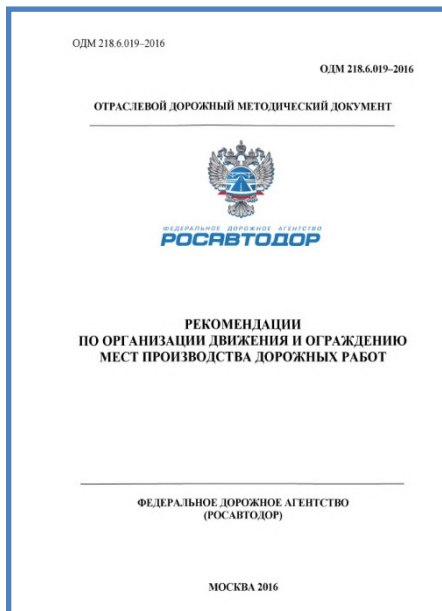 ОДМ 218.6.019–2016
ОДМ 218.6.019–2016
ОТРАСЛЕВОЙ ДОРОЖНЫЙ МЕТОДИЧЕСКИЙ ДОКУМЕНТ
ФЕДЕРАЛЬНОЕ ДОРОЖНОЕ АГЕНТСТВО
РОСАВТОДОР
РЕКОМЕНДАЦИИ
ПО ОРГАНИЗАЦИИ ДВИЖЕНИЯ И ОГРАЖДЕНИЮ
МЕСТ ПРОИЗВОДСТВА ДОРОЖНЫХ РАБОТ
ФЕДЕРАЛЬНОЕ ДОРОЖНОЕ АГЕНТСТВО
(РОСАВТОДОР)
МОСКВА 2016